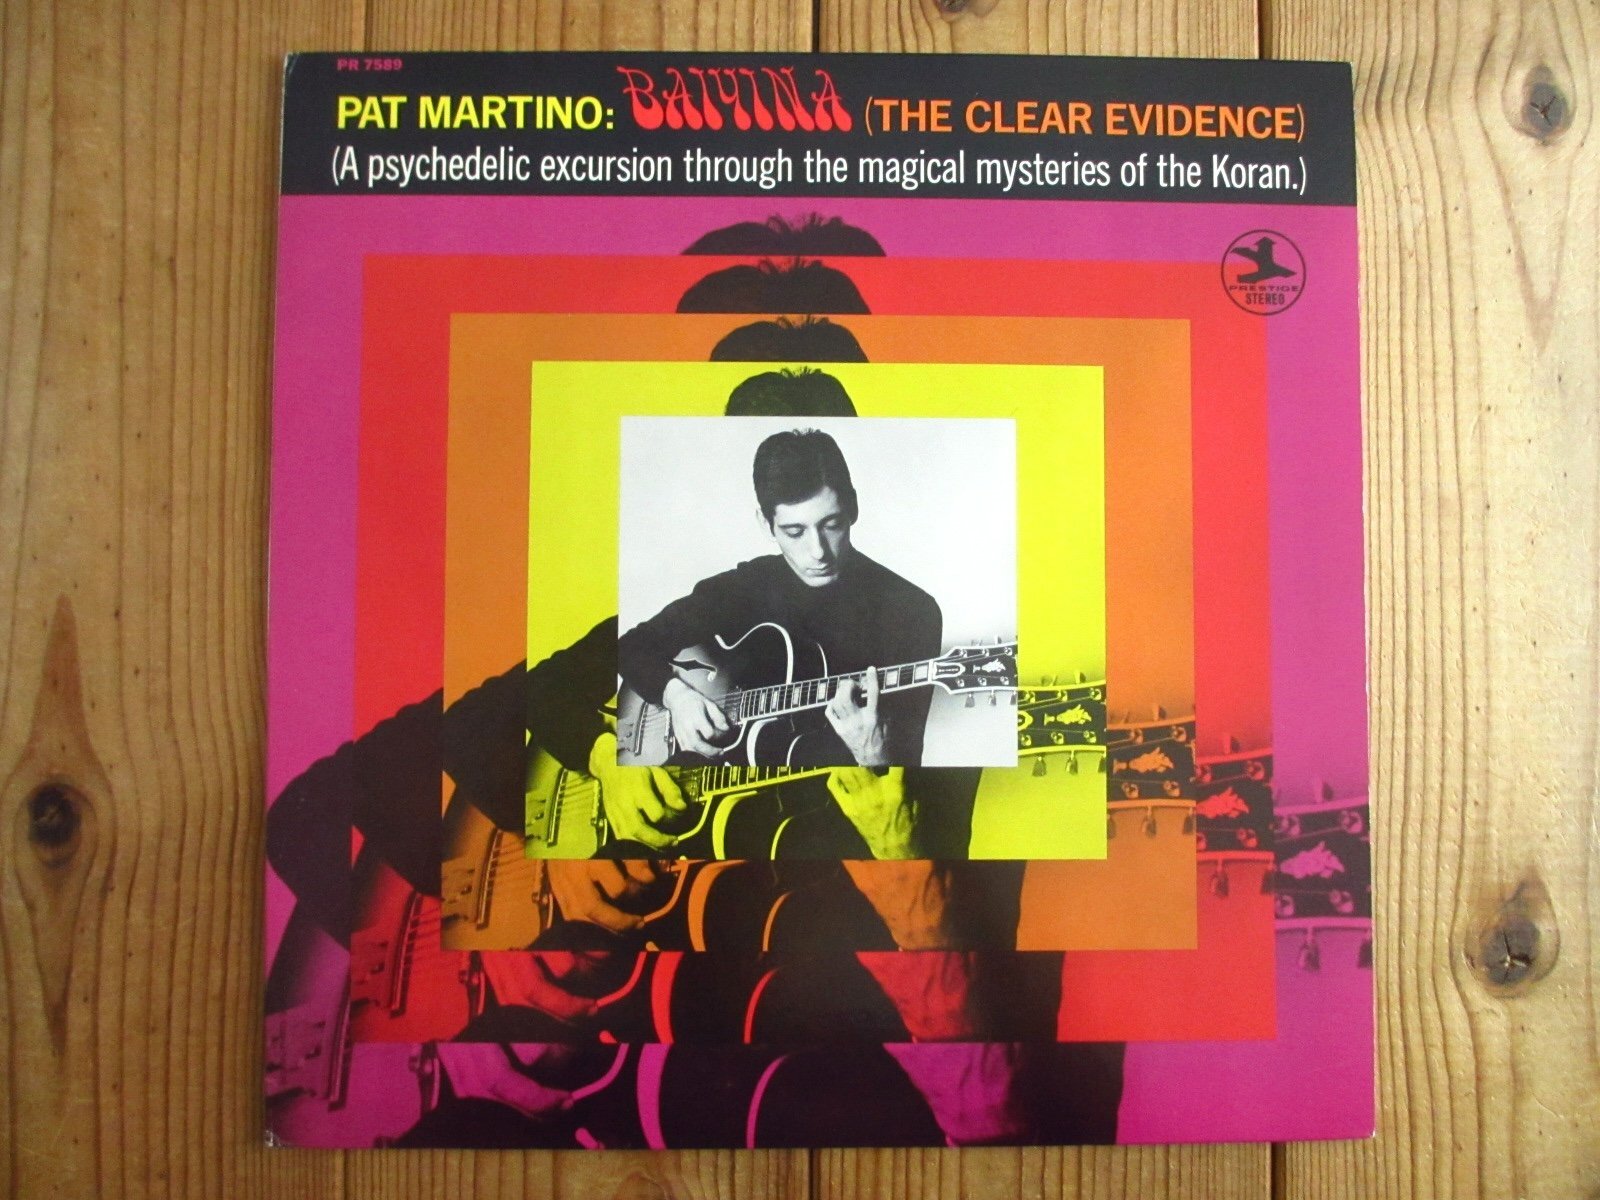 PR 7589
PAT MARTINO: BAIYINA (THE CLEAR EVIDENCE)
(A psychedelic excursion through the magical mysteries of the Koran.)
PRESTIGE
STEREO